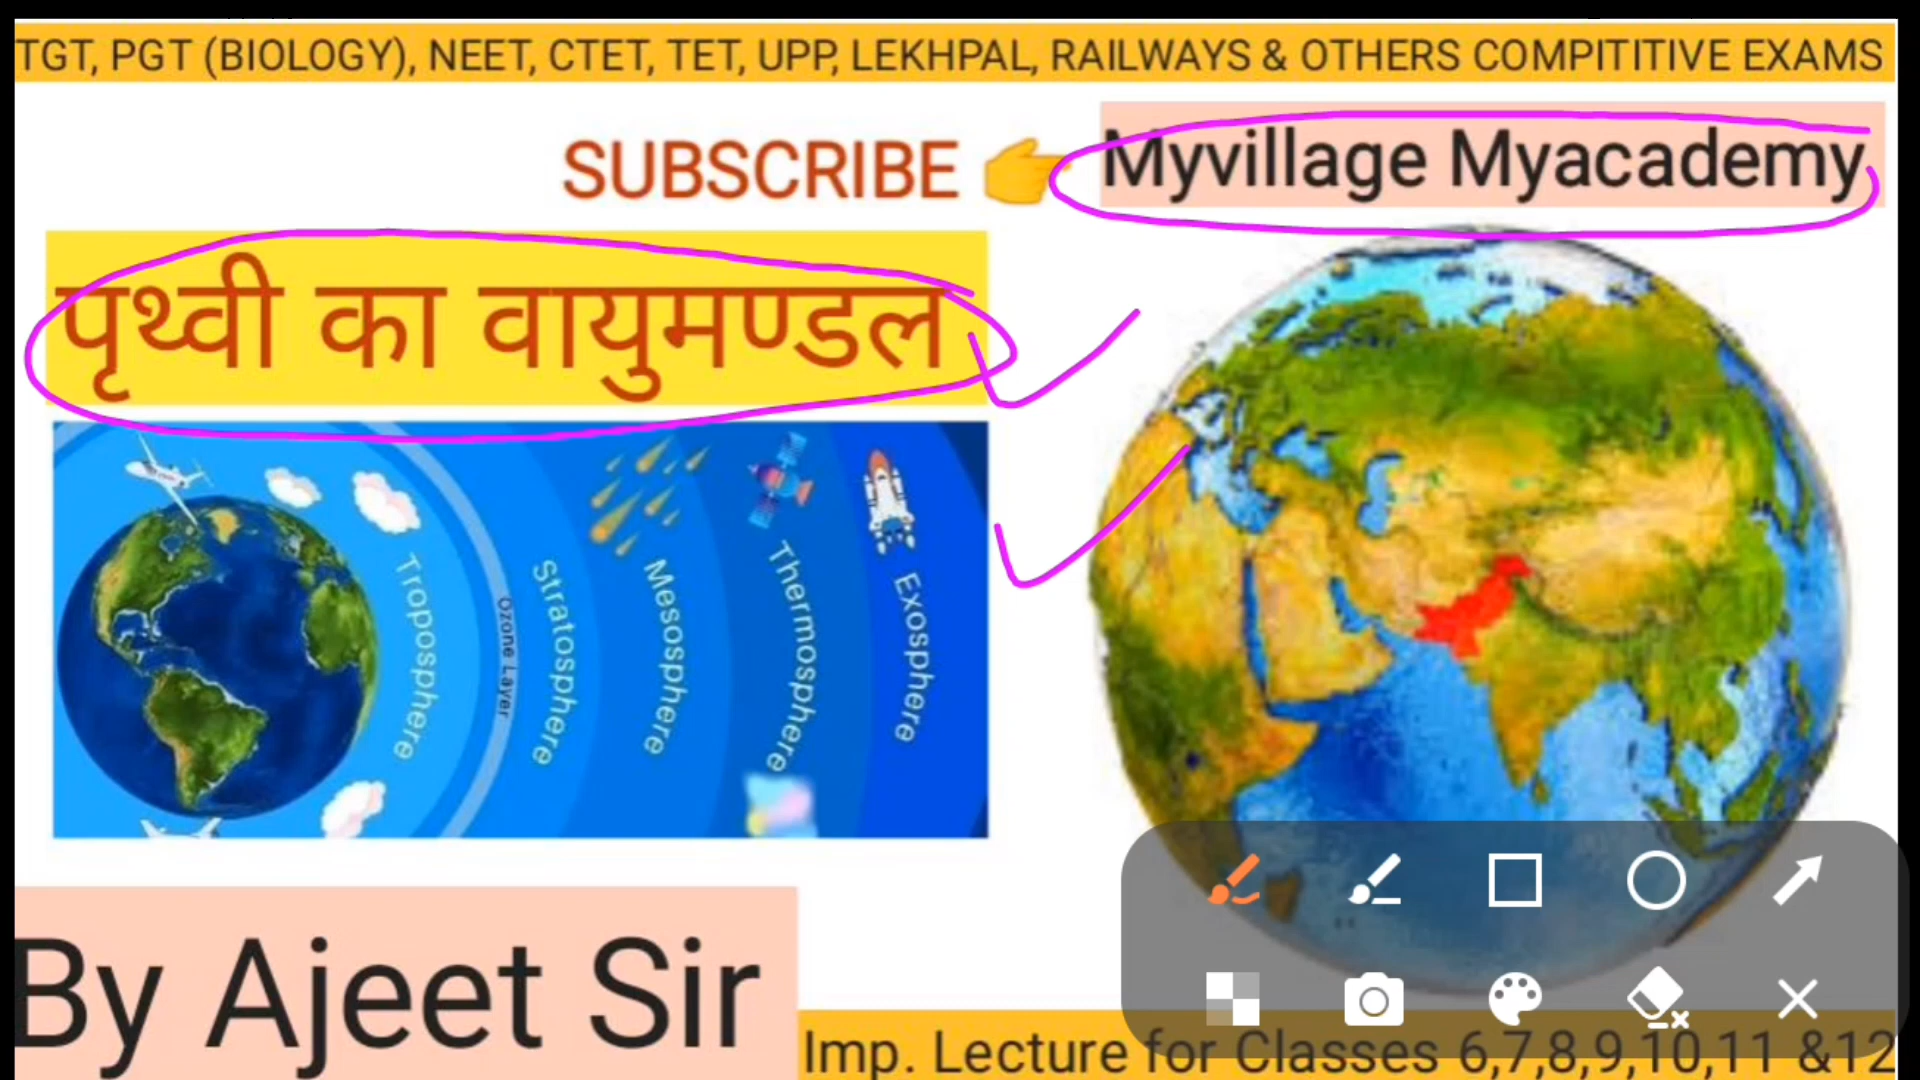 TGT, PGT (BIOLOGY), NEET, CTET, TET, UPP, LEKHPAL, RAILWAYS & OTHERS COMPITITIVE EXAMS
SUBSCRIBE 👉 Myvillage Myacademy
पृथ्वी का वायुमण्डल
Troposphere
Ozone Layer
Stratosphere
Mesosphere
Thermosphere
Exosphere
By Ajeet Sir
Imp. Lecture for Classes 6,7,8,9,10,11 &12